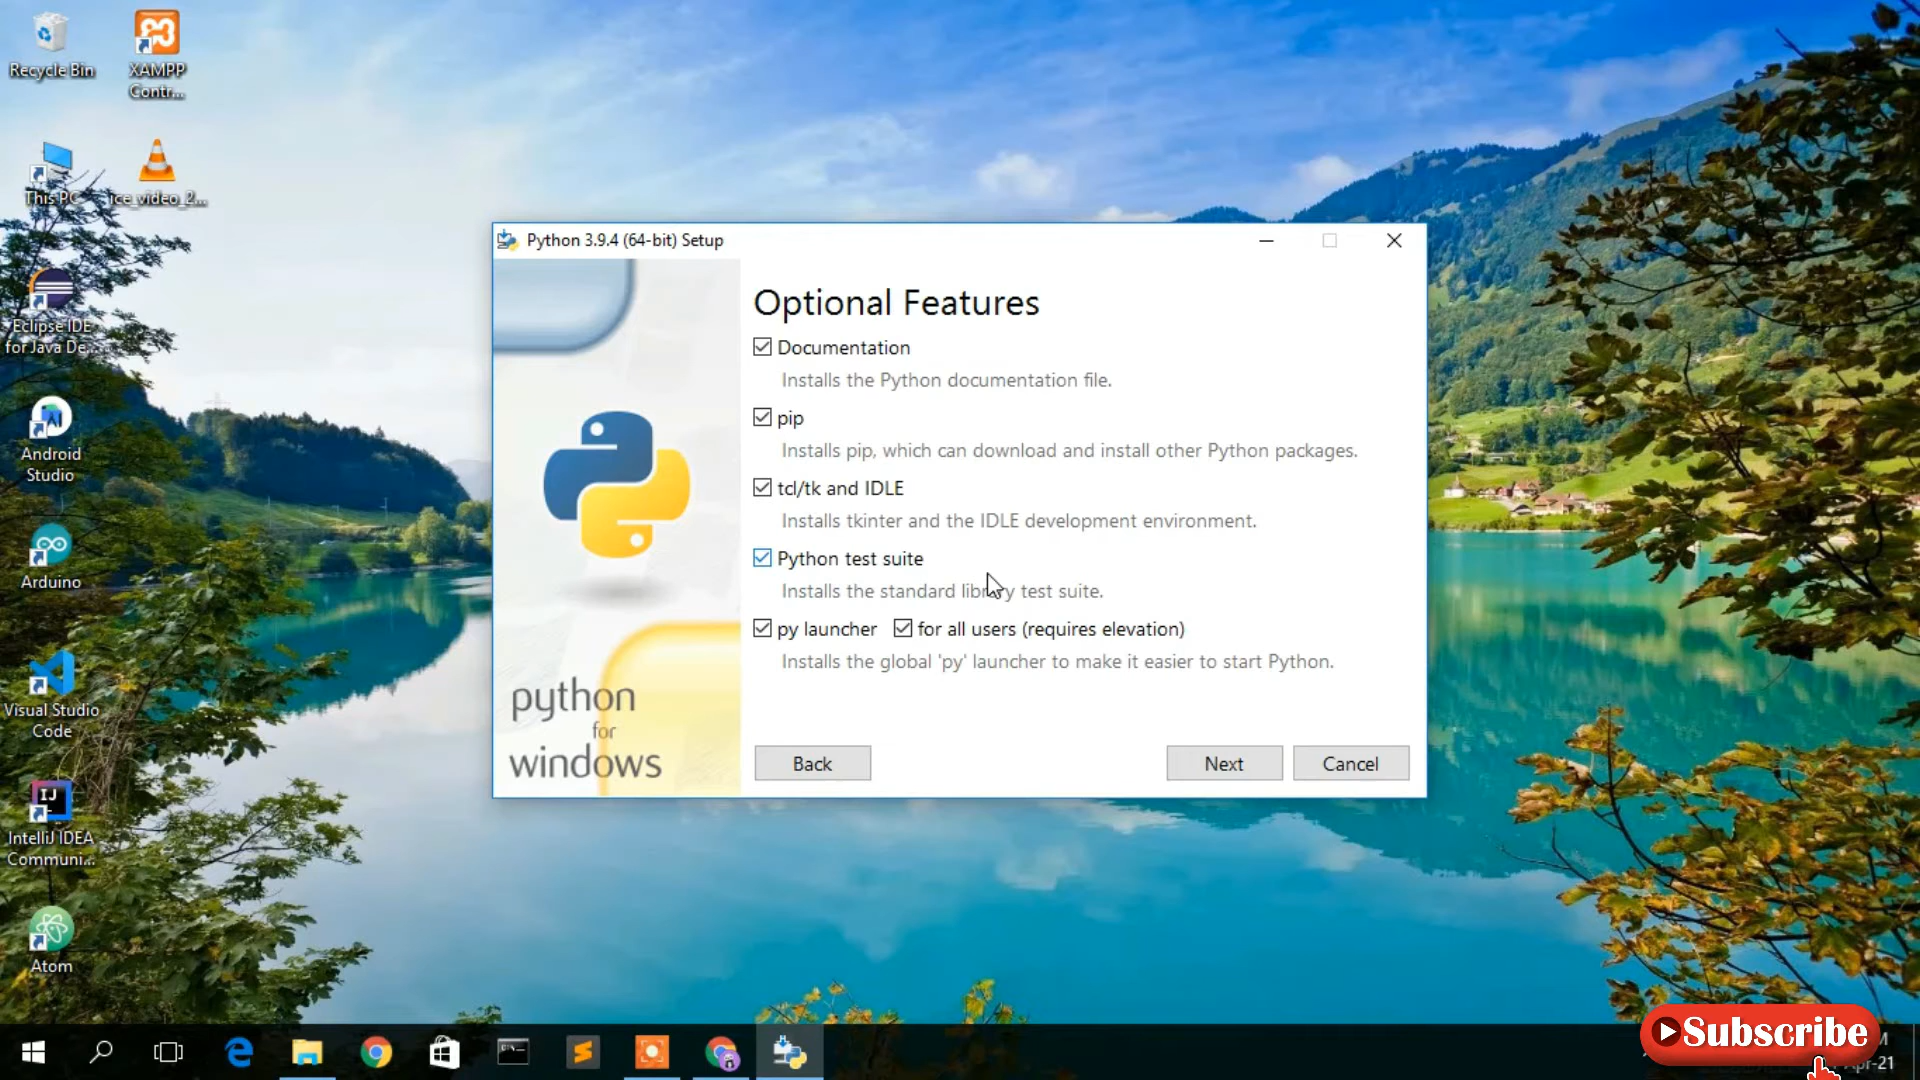 Recycle Bin
XAMPP
Contr...
This PC
ice_video_2...
Eclipse IDE
for Java De...
Android
Studio
Arduino
Visual Studio
Code
IntelliJ IDEA
Communi...
Atom
Python 3.9.4 (64-bit) Setup
Optional Features
Documentation
Installs the Python documentation file.
pip
Installs pip, which can download and install other Python packages.
tcl/tk and IDLE
Installs tkinter and the IDLE development environment.
Python test suite
Installs the standard library test suite.
py launcher for all users (requires elevation)
Installs the global 'py' launcher to make it easier to start Python.
python
for
windows
Back
Next
Cancel
Subscribe